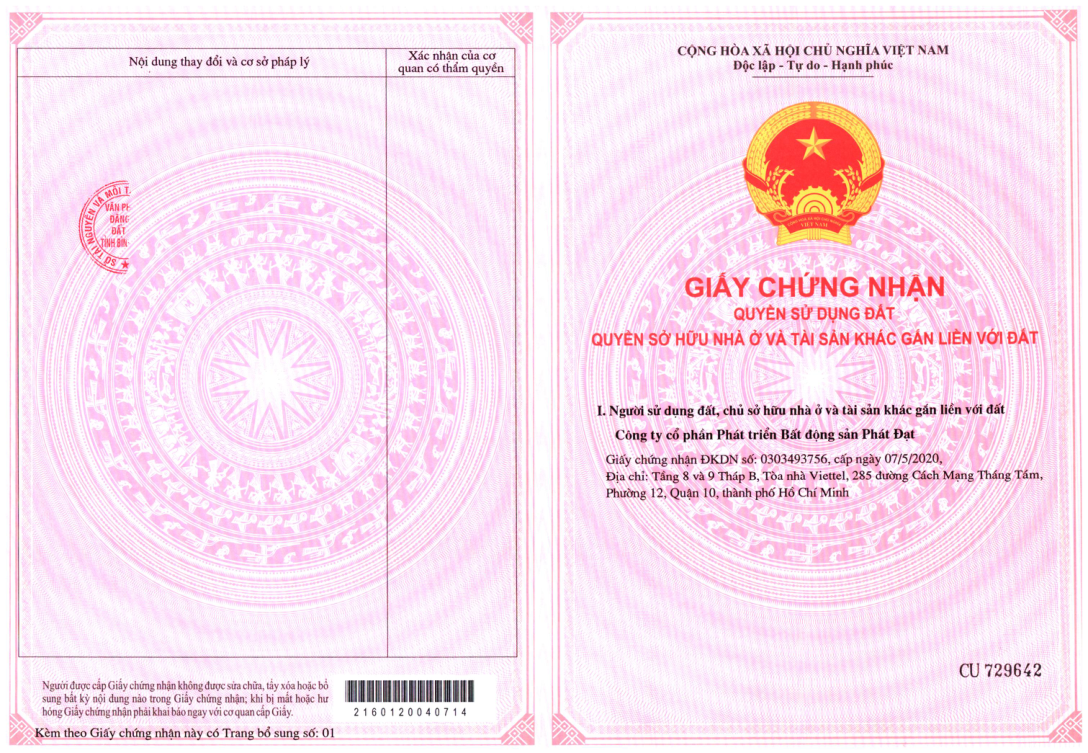 Nội dung thay đổi và cơ sở pháp lý
Xác nhận của cơ
quan có thẩm quyền
SỞ TÀI NGUYÊN VÀ MÔI T
VĂN PH
ĐĂNG
ĐẤT
TỈNH BÌN
Người được cấp Giấy chứng nhận không được sửa chữa, tẩy xóa hoặc bổ
sung bất kỳ nội dung nào trong Giấy chứng nhận; khi bị mất hoặc hư
hỏng Giấy chứng nhận phải khai báo ngay với cơ quan cấp Giấy.
2160120040714
Kèm theo Giấy chứng nhận này có Trang bổ sung số: 01
CỘNG HÒA XÃ HỘI CHỦ NGHĨA VIỆT NAM
Độc lập - Tự do - Hạnh phúc
VIỆT NAM
GIẤY CHỨNG NHẬN
QUYỀN SỬ DỤNG ĐẤT
QUYỀN SỞ HỮU NHÀ Ở VÀ TÀI SẢN KHÁC GẮN LIỀN VỚI ĐẤT
I. Người sử dụng đất, chủ sở hữu nhà ở và tài sản khác gắn liền với đất
Công ty cổ phần Phát triển Bất động sản Phát Đạt
Giấy chứng nhận ĐKDN số: 0303493756, cấp ngày 07/5/2020,
Địa chỉ: Tầng 8 và 9 Tháp B, Tòa nhà Viettel, 285 đường Cách Mạng Tháng Tám,
Phường 12, Quận 10, thành phố Hồ Chí Minh
CU 729642